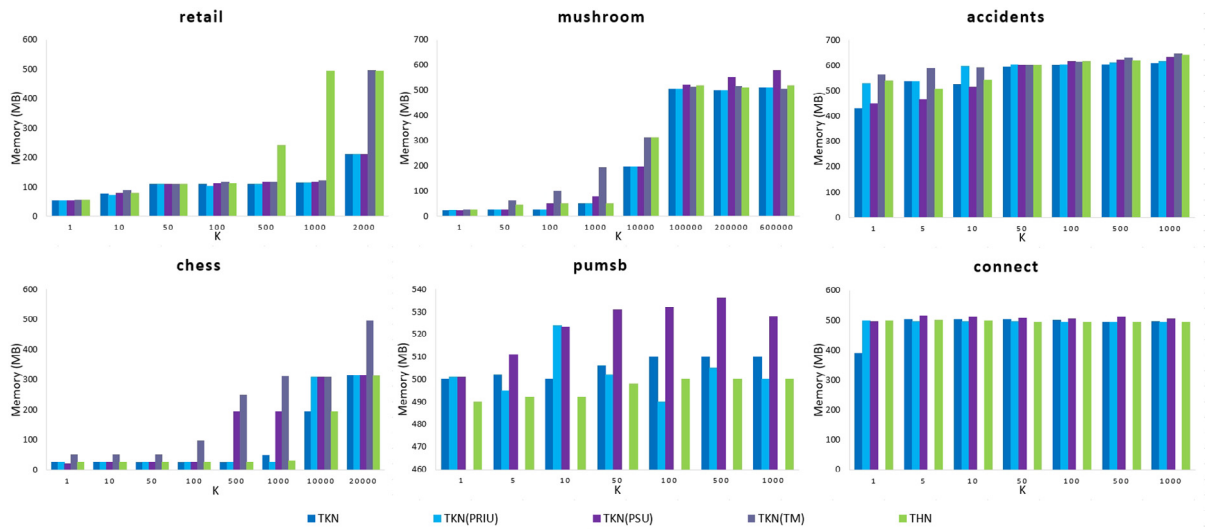 retail
mushroom
accidents
Memory (MB)
600
500
400
300
200
100
0
1 10 50 100 500 1000 2000
K
Memory (MB)
700
600
500
400
300
200
100
0
1 50 100 1000 10000 100000 200000 600000
K
Memory (MB)
700
600
500
400
300
200
100
0
1 5 10 50 100 500 1000
K
chess
pumsb
connect
Memory (MB)
600
500
400
300
200
100
0
1 10 50 100 500 1000 10000 20000
K
Memory (MB)
540
530
520
510
500
490
480
470
460
1 5 10 50 100 500 1000
K
Memory (MB)
600
500
400
300
200
100
0
1 5 10 50 100 500 1000
K
TKN TKN(PRIU) TKN(PSU) TKN(TM) THN